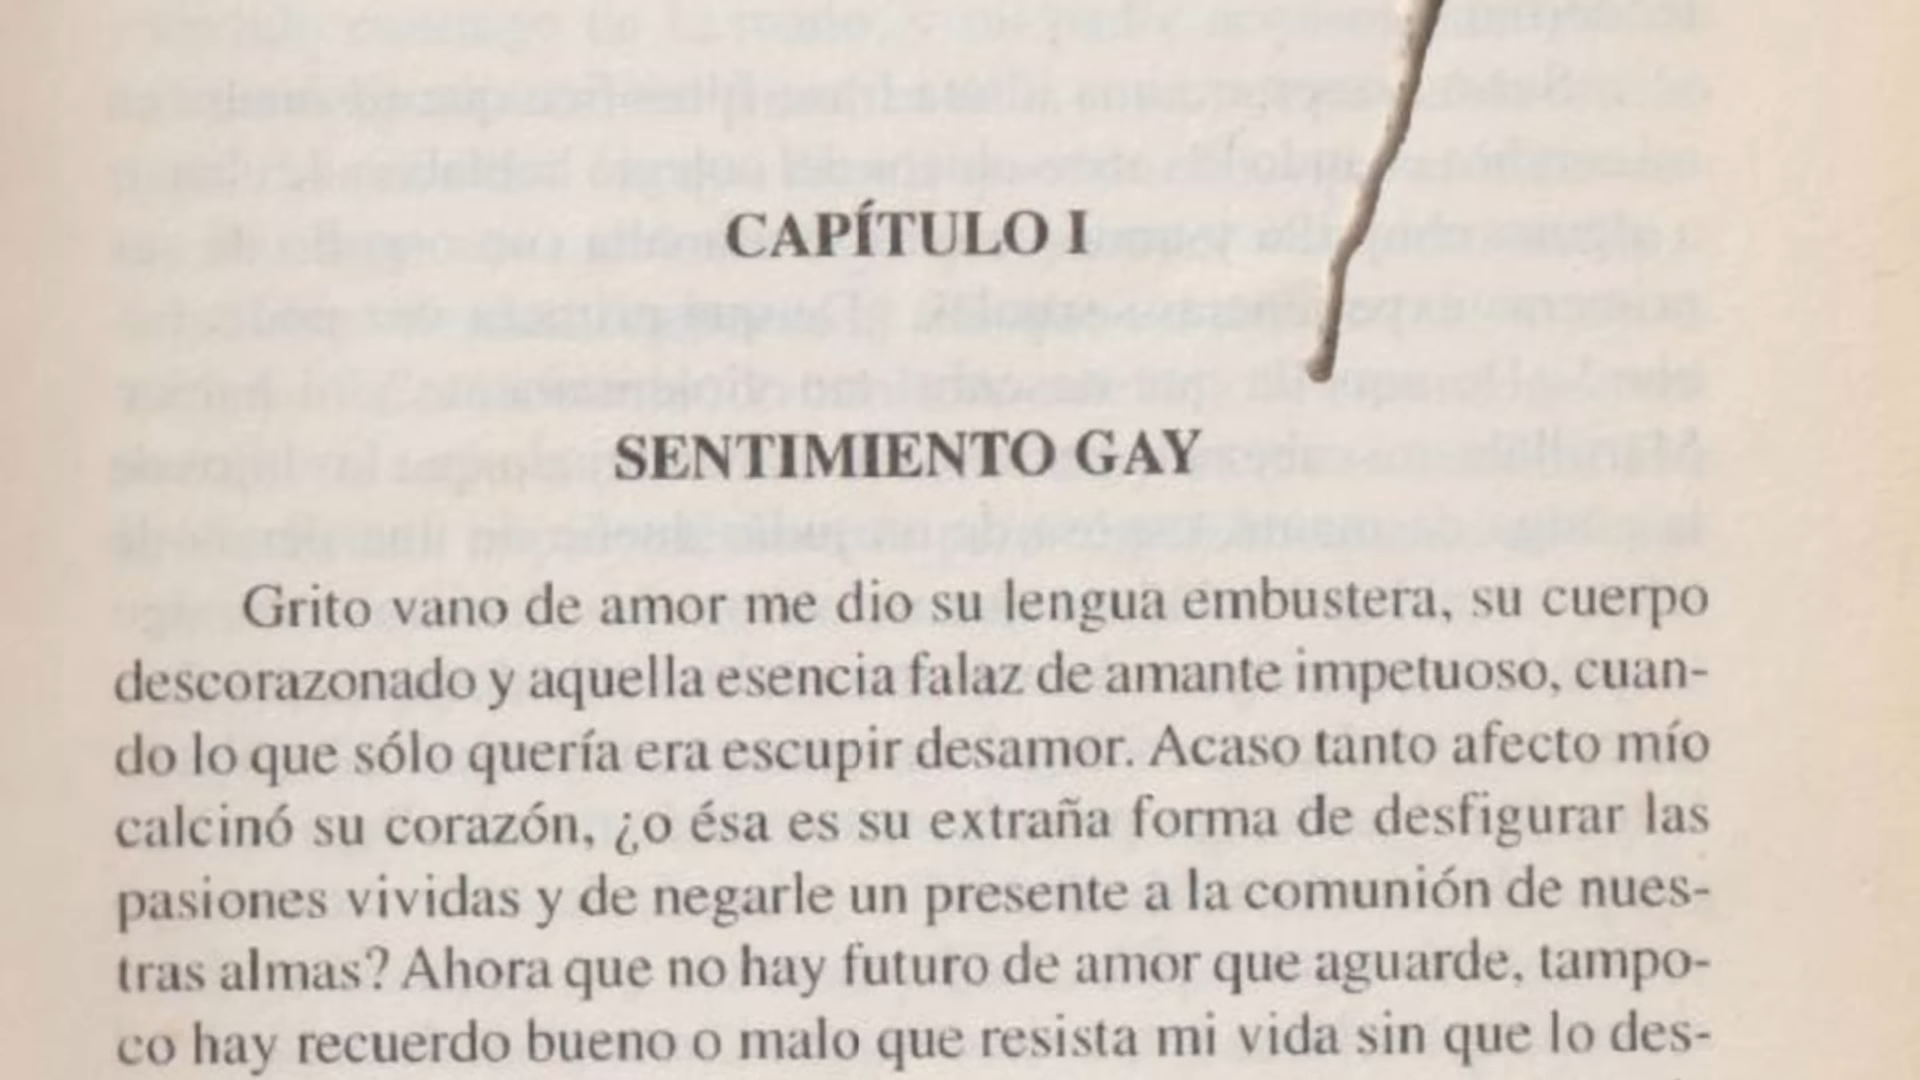 CAPÍTULO I
SENTIMIENTO GAY
Grito vano de amor me dio su lengua embustera, su cuerpo
descorazonado y aquella esencia falaz de amante impetuoso, cuan-
do lo que sólo quería era escupir desamor. Acaso tanto afecto mío
calcinó su corazón, ¿o ésa es su extraña forma de desfigurar las
pasiones vividas y de negarle un presente a la comunión de nues-
tras almas? Ahora que no hay futuro de amor que aguarde, tampo-
co hay recuerdo bueno o malo que resista mi vida sin que lo des-